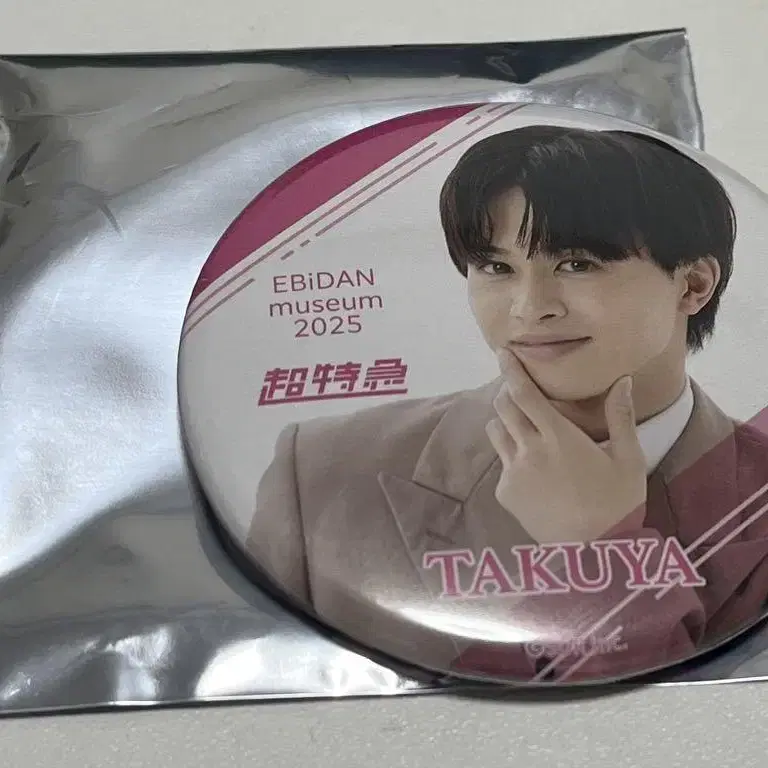 EBiDAN
museum
2025
超特急
TAKUYA